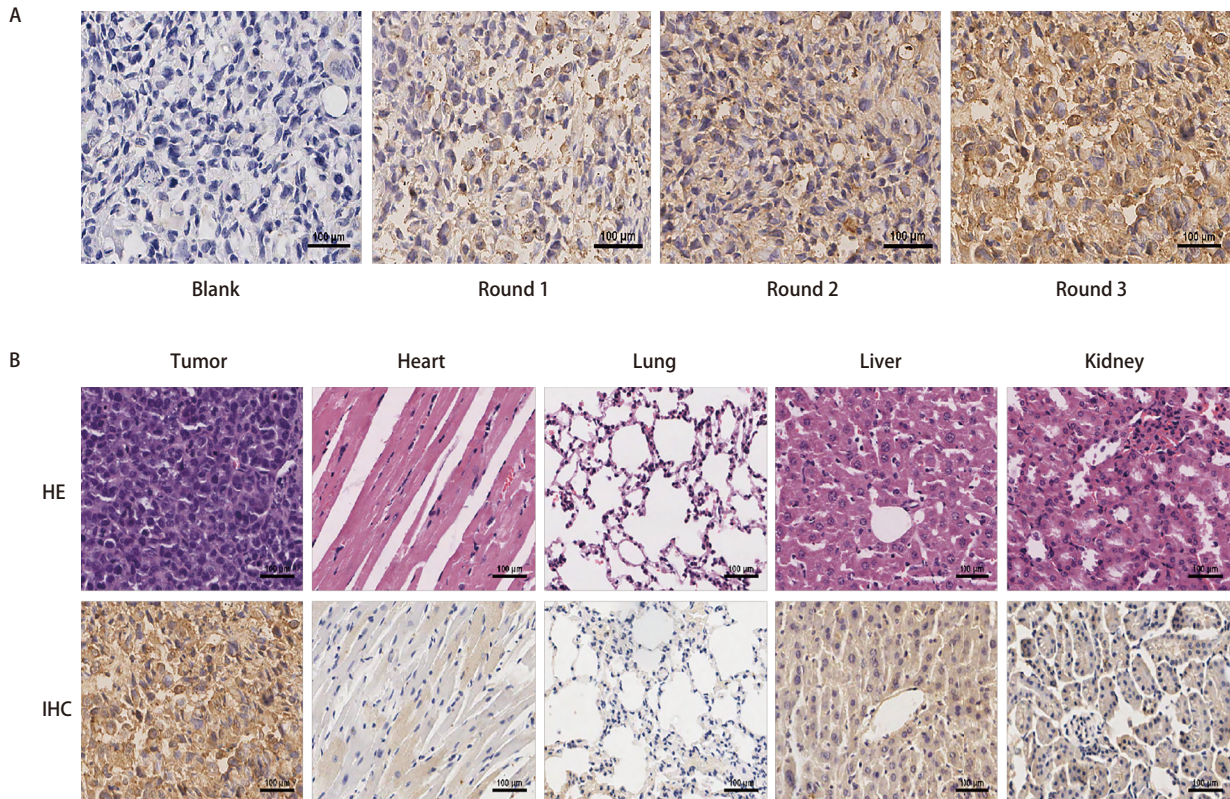 A
100 μm
100 μm
100 μm
100 μm
Blank
Round 1
Round 2
Round 3
B
Tumor
Heart
Lung
Liver
Kidney
HE
100 μm
100 μm
100 μm
100 μm
100 μm
IHC
100 μm
100 μm
100 μm
100 μm
100 μm